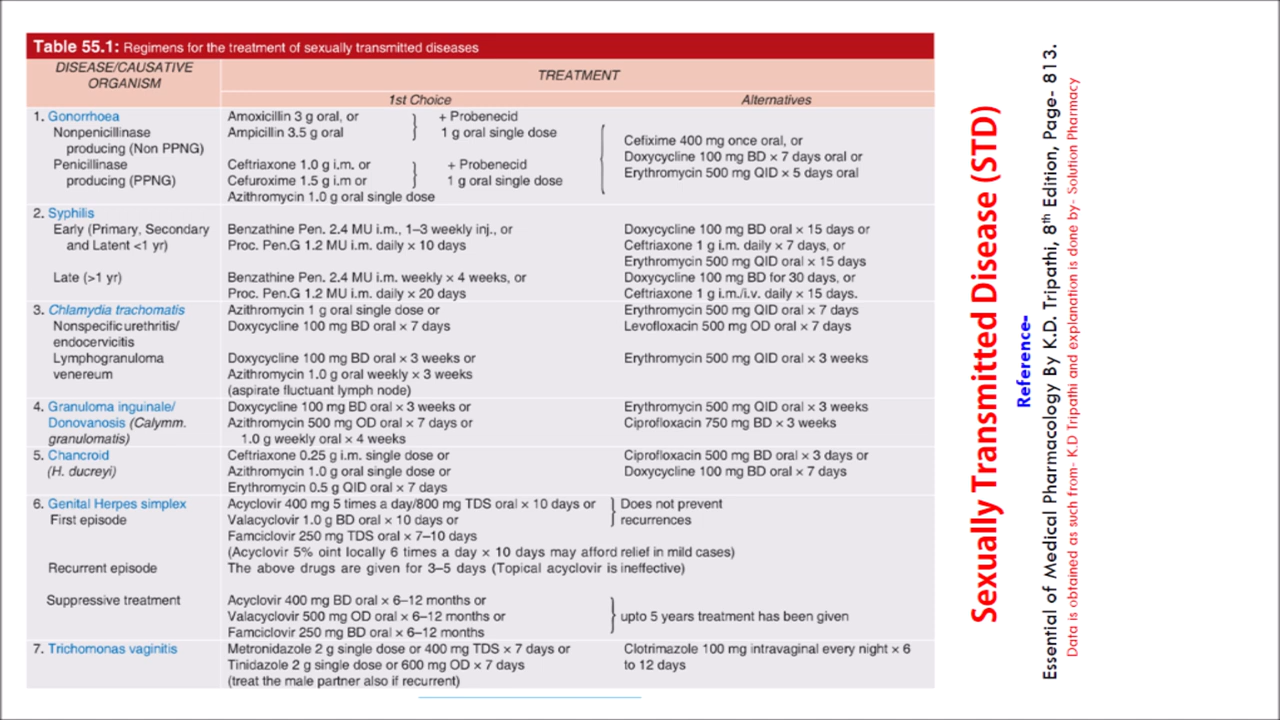 Table 55.1: Regimens for the treatment of sexually transmitted diseases
DISEASE/CAUSATIVE ORGANISM
TREATMENT
1st Choice
Alternatives
1. Gonorrhoea
Nonpenicillinase
producing (Non PPNG)
Amoxicillin 3 g oral, or
Ampicillin 3.5 g oral
+ Probenecid
1 g oral single dose
Penicillinase
producing (PPNG)
Ceftriaxone 1.0 g i.m. or
Cefuroxime 1.5 g i.m or
+ Probenecid
1 g oral single dose
Azithromycin 1.0 g oral single dose
Cefixime 400 mg once oral, or
Doxycycline 100 mg BD × 7 days oral or
Erythromycin 500 mg QID × 5 days oral
2. Syphilis
Early (Primary, Secondary
and Latent <1 yr)
Benzathine Pen. 2.4 MU i.m., 1–3 weekly inj., or
Proc. Pen.G 1.2 MU i.m. daily × 10 days
Doxycycline 100 mg BD oral × 15 days or
Ceftriaxone 1 g i.m. daily × 7 days, or
Erythromycin 500 mg QID oral × 15 days
Late (>1 yr)
Benzathine Pen. 2.4 i.m. weekly × 4 weeks, or
Proc. Pen.G 1.2 MU i.m. daily × 20 days
Doxycycline 100 mg BD for 30 days, or
Ceftriaxone 1 g i.m./i.v. daily × 15 days.
3. Chlamydia trachomatis
Nonspecific urethritis/
endocervicitis
Azithromycin 1 g oral single dose or
Doxycycline 100 mg BD oral × 7 days
Erythromycin 500 mg QID oral × 7 days
Levofloxacin 500 mg OD oral × 7 days
Lymphogranuloma
venereum
Doxycycline 100 mg BD oral × 3 weeks or
Azithromycin 1.0 g oral weekly × 3 weeks
(aspirate fluctuant lymph node)
Erythromycin 500 mg QID oral × 3 weeks
4. Granuloma inguinale/
Donovanosis (Calymm.
granulomatis)
Doxycycline 100 mg BD oral × 3 weeks or
Azithromycin 500 mg OD oral × 7 days or
1.0 g weekly oral × 4 weeks
Erythromycin 500 mg QID oral × 3 weeks
Ciprofloxacin 750 mg BD × 3 weeks
5. Chancroid
(H. ducreyi)
Ceftriaxone 0.25 g i.m. single dose or
Azithromycin 1.0 g oral single dose or
Erythromycin 0.5 g oral × 7 days
Ciprofloxacin 500 mg BD oral × 3 days or
Doxycycline 100 mg BD oral × 7 days
6. Genital Herpes simplex
First episode
Acyclovir 400 mg 5 times a day/800 mg TDS oral × 10 days or
Valacyclovir 1.0 g BD oral × 10 days or
Famciclovir 250 mg TDS oral × 7–10 days
Does not prevent
recurrences
(Acyclovir 5% oint locally 6 times a day × 10 days may afford relief in mild cases)
Recurrent episode
The above drugs are given for 3–5 days (Topical acyclovir is ineffective)
Suppressive treatment
Acyclovir 400 mg BD oral × 6–12 months or
Valacyclovir 500 mg oral × 6–12 months or
Famciclovir 250 mg BD oral × 6–12 months
upto 5 years treatment has been given
7. Trichomonas vaginitis
Metronidazole 2 g single dose or 400 mg TDS × 7 days or
Tinidazole 2 g single dose or 600 mg OD × 7 days
(treat the male partner also if recurrent)
Clotrimazole 100 mg intravaginal every night × 6
to 12 days
Sexually Transmitted Disease (STD)
Reference-
Essential of Medical Pharmacology By K.D. Tripathi, 8th Edition, Page- 813.
Data is obtained as such from- K.D Tripathi and explanation is done by- Solution Pharmacy